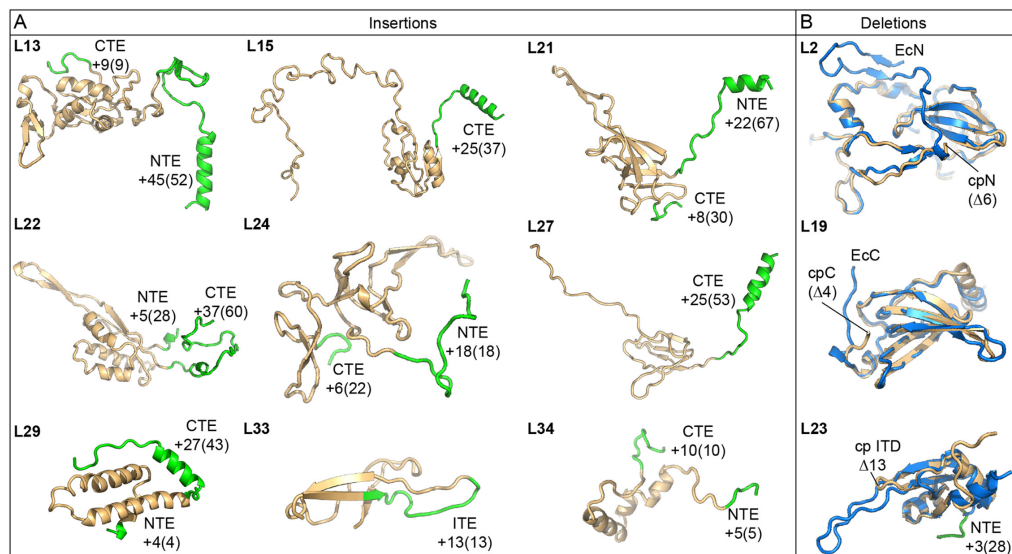 A
Insertions
L13
CTE
+9(9)
NTE
+45(52)
L15
CTE
+25(37)
L21
NTE
+22(67)
CTE
+8(30)
L22
NTE
+5(28)
CTE
+37(60)
L24
NTE
+18(18)
CTE
+6(22)
L27
CTE
+25(53)
L29
CTE
+27(43)
NTE
+4(4)
L33
ITE
+13(13)
L34
CTE
+10(10)
NTE
+5(5)
B
Deletions
L2
EcN
cpN
(Δ6)
L19
EcC
cpC
(Δ4)
L23
cp ITD
Δ13
NTE
+3(28)